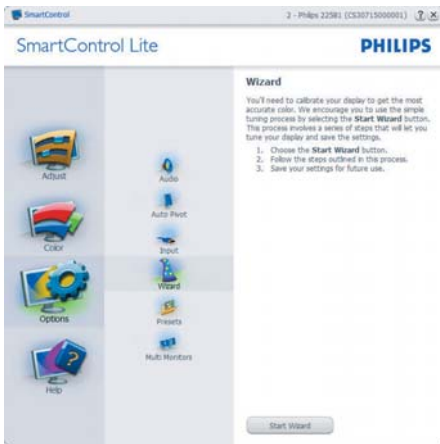 SmartControl
2 - Philips 225B1 (CS30715000001)
SmartControl Lite
PHILIPS
Adjust
Color
Options
Help
Audio
Auto Pivot
Input
Wizard
Presets
Multi Monitors
Wizard
You'll need to calibrate your display to get the most
accurate color. We encourage you to use the simple
tuning process by selecting the Start Wizard button.
This process involves a series of steps that will let you
tune your display and save the settings.
1. Choose the Start Wizard button.
2. Follow the steps outlined in this process.
3. Save your settings for future use.
Start Wizard